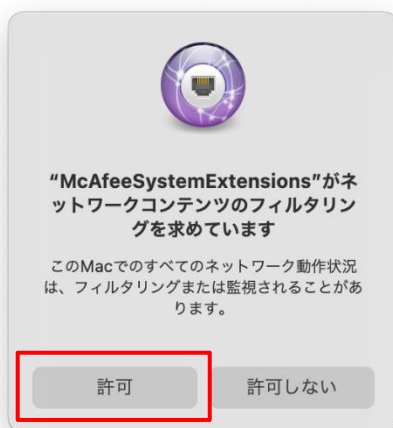 “McAfeeSystemExtensions”がネ
ットワークコンテンツのフィルタリン
グを求めています
このMacでのすべてのネットワーク動作状況
は、フィルタリングまたは監視されることがあ
ります。
許可
許可しない